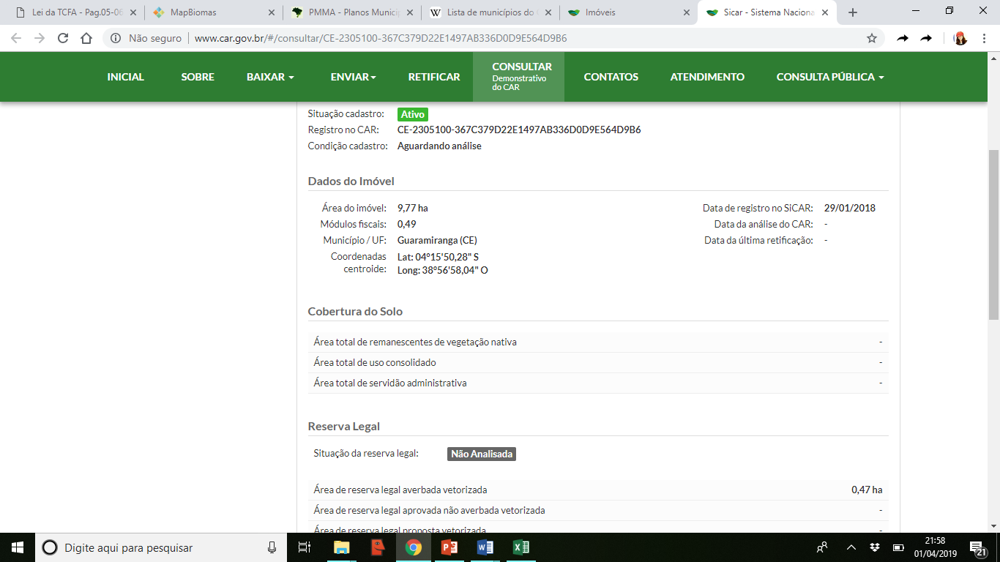 Lei da TCFA - Pag.05-06
MapBiomas
PMMA - Planos Municip
Lista de municípios do
Imóveis
Sicar - Sistema Naciona
Não seguro
www.car.gov.br/#/consultar/CE-2305100-367C379D22E1497AB336D0D9E564D9B6
INICIAL
SOBRE
BAIXAR
ENVIAR
RETIFICAR
CONSULTAR
Demonstrativo
do CAR
CONTATOS
ATENDIMENTO
CONSULTA PÚBLICA
Situação cadastro: Ativo
Registro no CAR: CE-2305100-367C379D22E1497AB336D0D9E564D9B6
Condição cadastro: Aguardando análise
Dados do Imóvel
Área do imóvel: 9,77 ha
Data de registro no SiCAR: 29/01/2018
Módulos fiscais: 0,49
Data da análise do CAR: -
Município / UF: Guaramiranga (CE)
Data da última retificação: -
Coordenadas
centroide:
Lat: 04°15'50,28" S
Long: 38°56'58,04" O
Cobertura do Solo
Área total de remanescentes de vegetação nativa -
Área total de uso consolidado -
Área total de servidão administrativa -
Reserva Legal
Situação da reserva legal: Não Analisada
Área de reserva legal averbada vetorizada 0,47 ha
Área de reserva legal aprovada não averbada vetorizada -
Área de reserva legal proposta vetorizada -
Digite aqui para pesquisar
21:58
01/04/2019
21